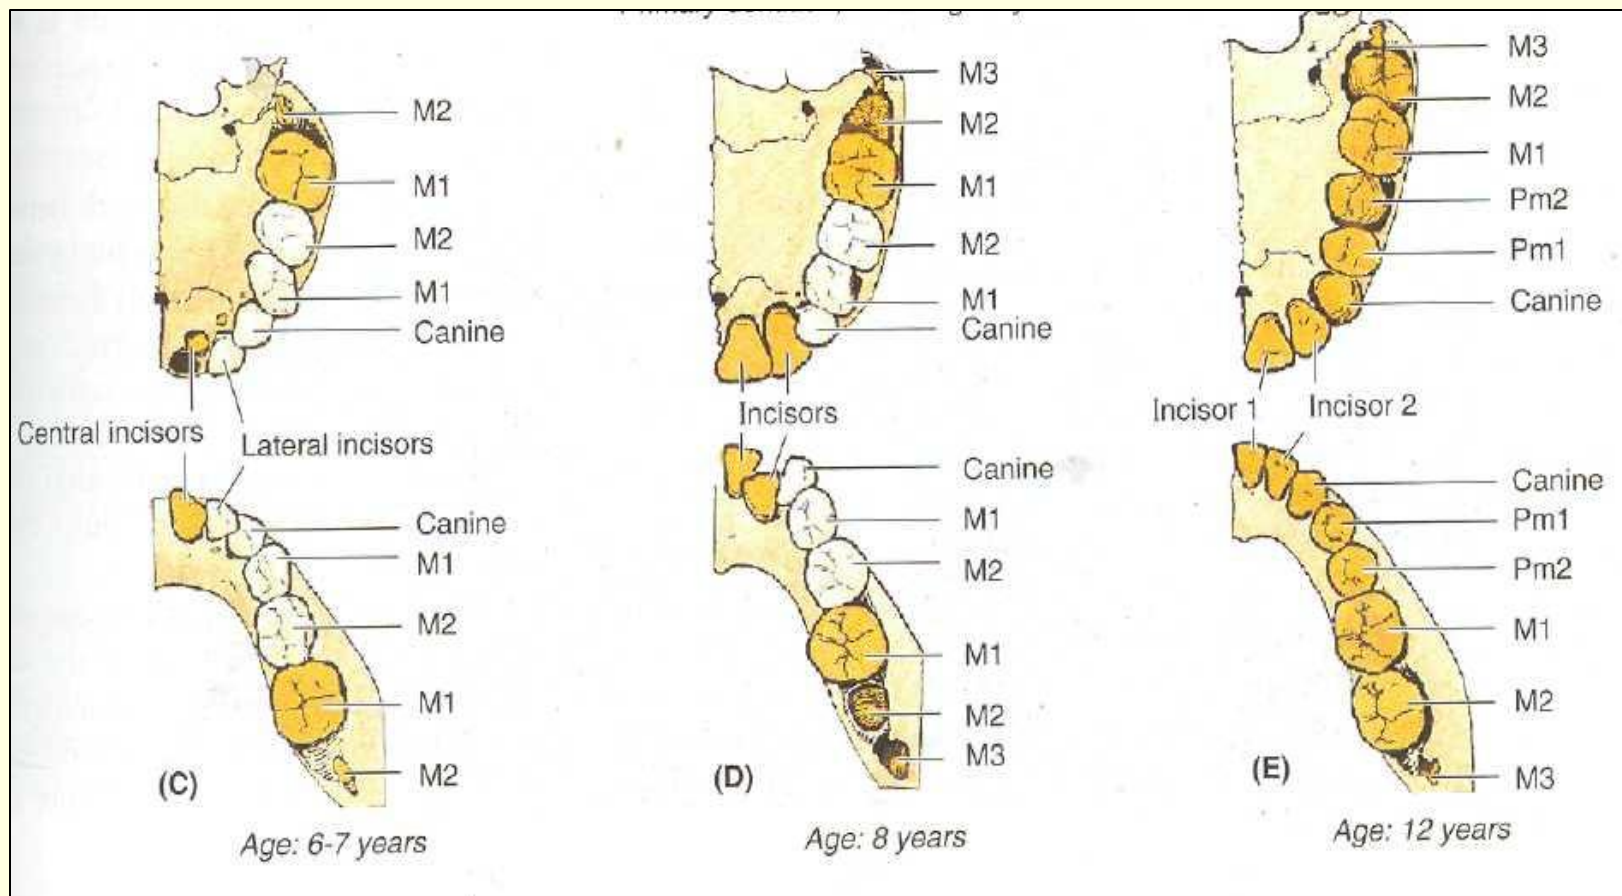 M2
M1
M2
M1
Canine
Central incisors
Lateral incisors
Canine
M1
M2
M1
M2
(C)
Age: 6-7 years
M3
M2
M1
M2
M1
Canine
Incisors
Canine
M1
M2
M1
M2
M3
(D)
Age: 8 years
M3
M2
M1
Pm2
Pm1
Canine
Incisor 1
Incisor 2
Canine
Pm1
Pm2
M1
M2
M3
(E)
Age: 12 years